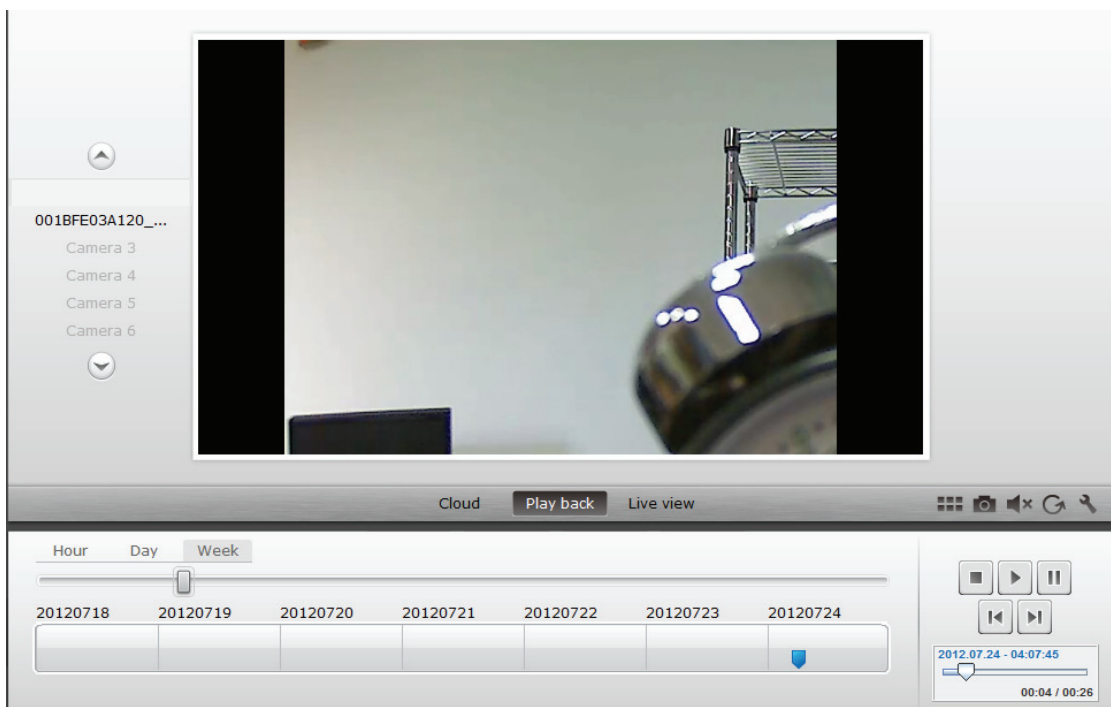 001BFE03A120_...
Camera 3
Camera 4
Camera 5
Camera 6
Cloud Play back Live view
Hour Day Week
20120718 20120719 20120720 20120721 20120722 20120723 20120724
2012.07.24 - 04:07:45
00:04 / 00:26